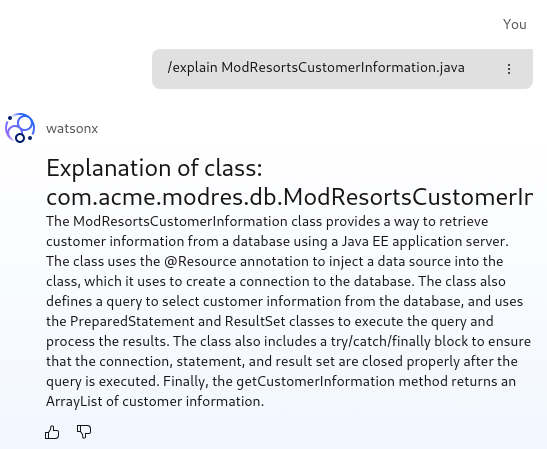 You
/explain ModResortsCustomerInformation.java
watsonx
Explanation of class:
com.acme.modres.db.ModResortsCustomerIn
The ModResortsCustomerInformation class provides a way to retrieve
customer information from a database using a Java EE application server.
The class uses the @Resource annotation to inject a data source into the
class, which it uses to create a connection to the database. The class also
defines a query to select customer information from the database, and uses
the PreparedStatement and ResultSet classes to execute the query and
process the results. The class also includes a try/catch/finally block to ensure
that the connection, statement, and result set are closed properly after the
query is executed. Finally, the getCustomerInformation method returns an
ArrayList of customer information.